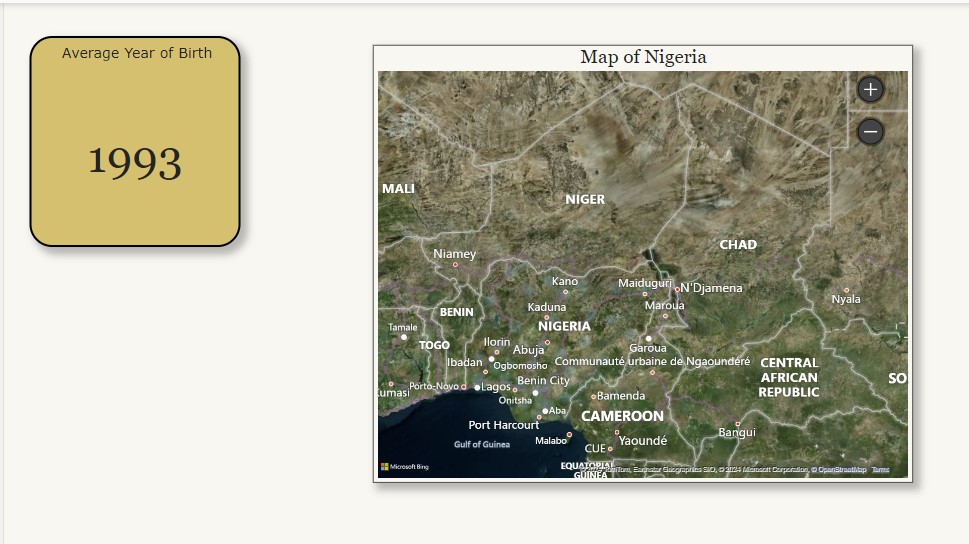 Average Year of Birth
1993
Map of Nigeria
+
−
MALI
NIGER
CHAD
Niamey
Kano
Maiduguri
N'Djamena
Nyala
Kaduna
Maroua
BENIN
NIGERIA
Tamale
TOGO
Ilorin
Abuja
Garoua
Ibadan
Ogbomosho
Communauté urbaine de Ngaoundéré
CENTRAL
AFRICAN
REPUBLIC
SO
umasi
Porto-Novo
Lagos
Benin City
Onitsha
Bamenda
Aba
CAMEROON
Port Harcourt
Bangui
Malabo
Yaoundé
Gulf of Guinea
CUE
EQUATORIAL
GUINEA
Microsoft Bing
TomTom, Earthstar Geographics SIO, © 2024 Microsoft Corporation, © OpenStreetMap Terms